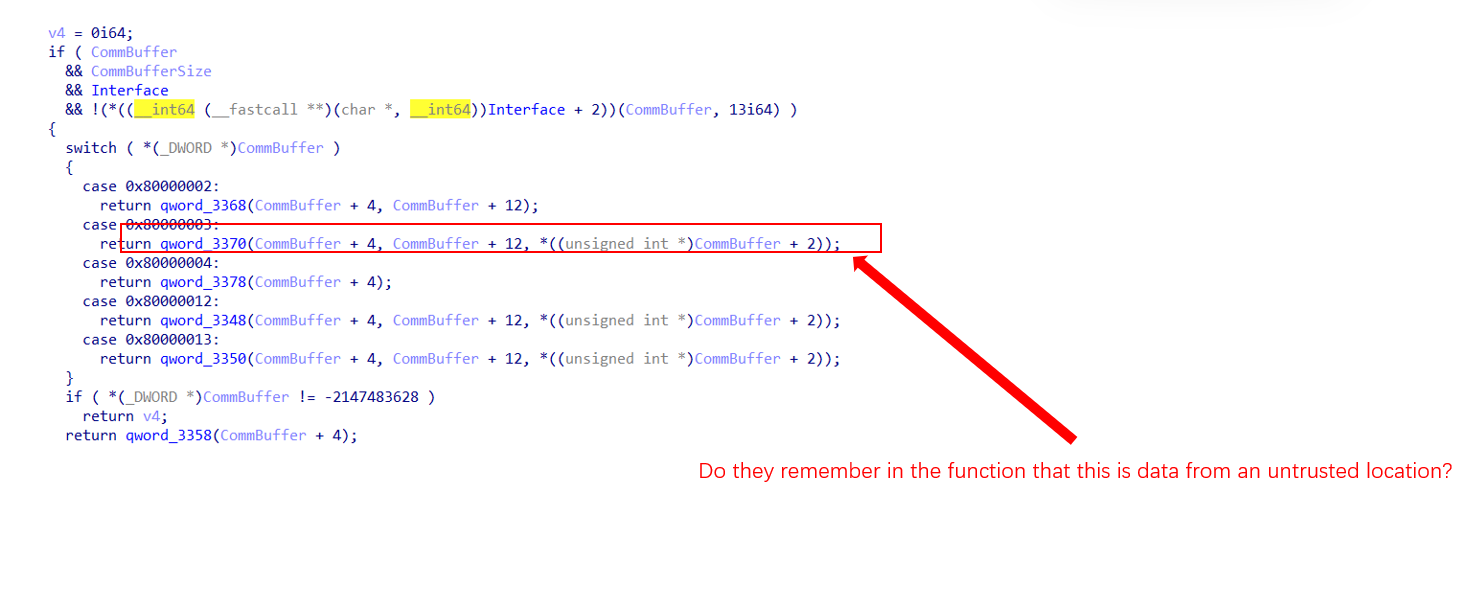 v4 = 0i64;
if ( CommBuffer
&& CommBufferSize
&& Interface
&& !(*((__int64 (__fastcall **)(char *, __int64))Interface + 2))(CommBuffer, 13i64) )
{
switch ( *(_DWORD *)CommBuffer )
{
case 0x80000002:
return qword_3368(CommBuffer + 4, CommBuffer + 12);
case 0x80000003:
return qword_3370(CommBuffer + 4, CommBuffer + 12, *((unsigned int *)CommBuffer + 2));
case 0x80000004:
return qword_3378(CommBuffer + 4);
case 0x80000012:
return qword_3348(CommBuffer + 4, CommBuffer + 12, *((unsigned int *)CommBuffer + 2));
case 0x80000013:
return qword_3350(CommBuffer + 4, CommBuffer + 12, *((unsigned int *)CommBuffer + 2));
}
if ( *(_DWORD *)CommBuffer != -2147483628 )
return v4;
return qword_3358(CommBuffer + 4);
Do they remember in the function that this is data from an untrusted location?